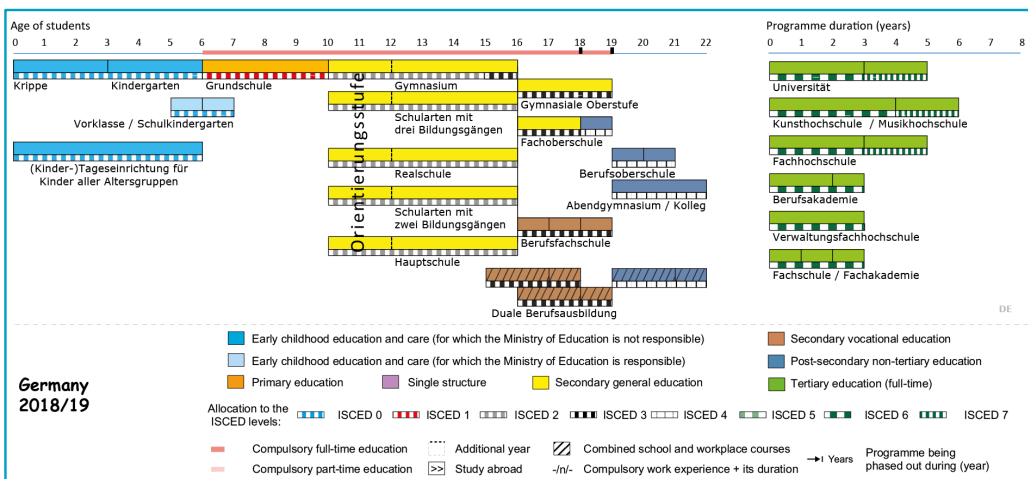 Age of students
Programme duration (years)
0 1 2 3 4 5 6 7 8 9 10 11 12 13 14 15 16 17 18 19 20 21 22
0 1 2 3 4 5 6 7 8
Krippe
Kindergarten
Grundschule
Gymnasium
Gymnasiale Oberstufe
Vorklasse / Schulkindergarten
Schularten mit
drei Bildungsgängen
Fachoberschule
(Kinder-)Tageseinrichtung für
Kinder aller Altersgruppen
Orientierungsstufe
Realschule
Berufsoberschule
Abendgymnasium / Kolleg
Schularten mit
zwei Bildungsgängen
Berufsfachschule
Hauptschule
Duale Berufsausbildung
Universität
Kunsthochschule / Musikhochschule
Fachhochschule
Berufsakademie
Verwaltungsfachhochschule
Fachschule / Fachakademie
DE
Germany
2018/19
Early childhood education and care (for which the Ministry of Education is not responsible)
Secondary vocational education
Early childhood education and care (for which the Ministry of Education is responsible)
Post-secondary non-tertiary education
Primary education
Single structure
Secondary general education
Tertiary education (full-time)
Allocation to the
ISCED levels:
ISCED 0
ISCED 1
ISCED 2
ISCED 3
ISCED 4
ISCED 5
ISCED 6
ISCED 7
Compulsory full-time education
Additional year
Combined school and workplace courses
Years
Programme being
phased out during (year)
Compulsory part-time education
>> Study abroad
-/n/- Compulsory work experience + its duration